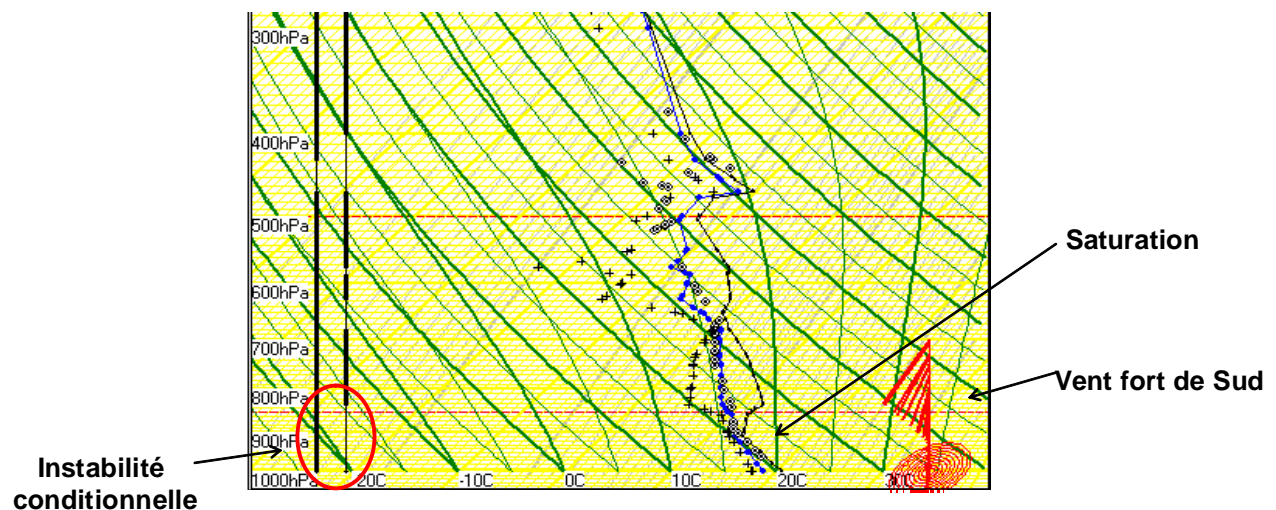 300hPa
400hPa
500hPa
Saturation
600hPa
700hPa
Vent fort de Sud
800hPa
900hPa
Instabilité
conditionnelle
1000hPa -20C -10C 0C 10C 20C 30C